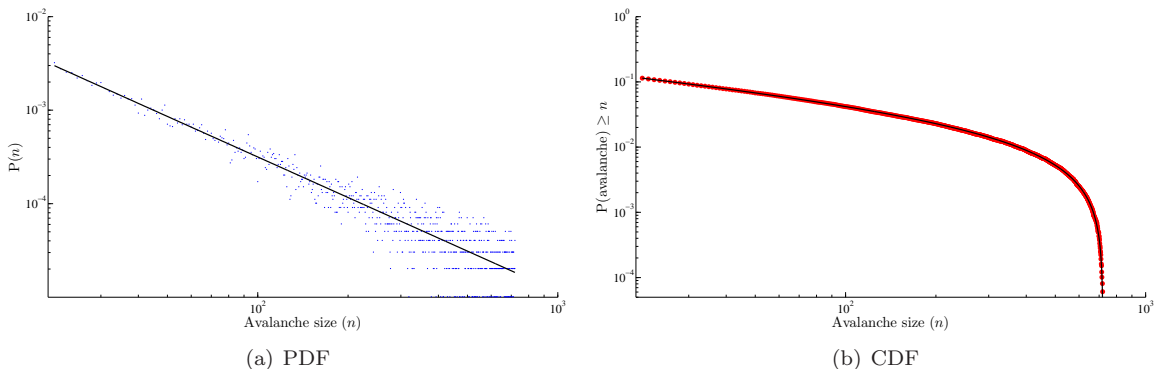 10^-2
10^-3
10^-4
P(n)
10^2
10^3
Avalanche size (n)
(a) PDF
10^0
10^-1
10^-2
10^-3
10^-4
P(avalanche) ≥ n
10^2
10^3
Avalanche size (n)
(b) CDF